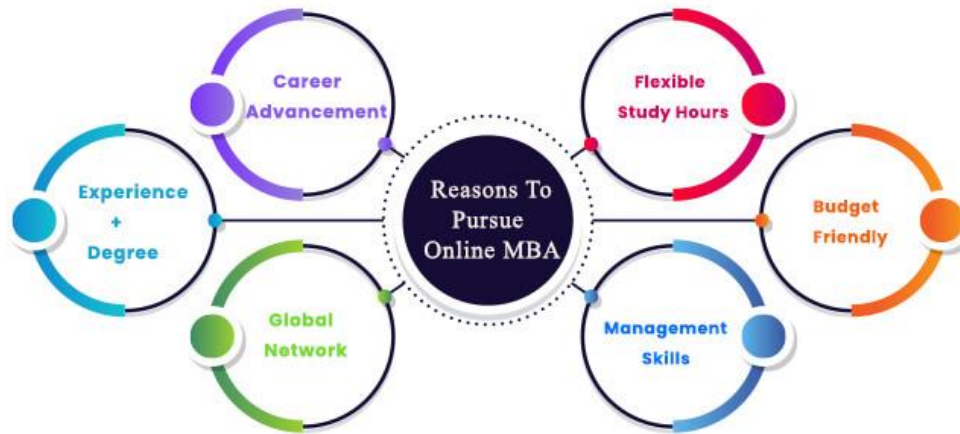 Career
Advancement
Flexible
Study Hours
Experience
+
Degree
Reasons To
Pursue
Online MBA
Budget
Friendly
Global
Network
Management
Skills